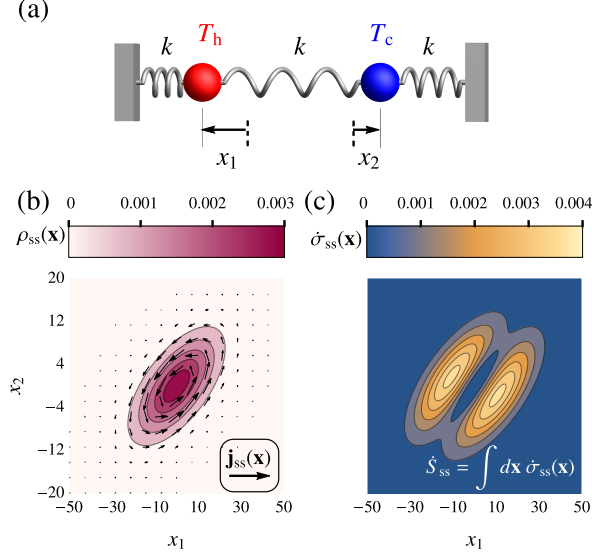 (a)
k T_h k T_c k
x_1 x_2
(b) (c)
0 0.001 0.002 0.003
ρ_ss(x)
0 0.001 0.002 0.003 0.004
σ̇_ss(x)
20
12
4
−4
−12
−20
x_2
j_ss(x)
Ṡ_ss = ∫ dx σ̇_ss(x)
−50 −30 −10 10 30 50
−50 −30 −10 10 30 50
x_1 x_1